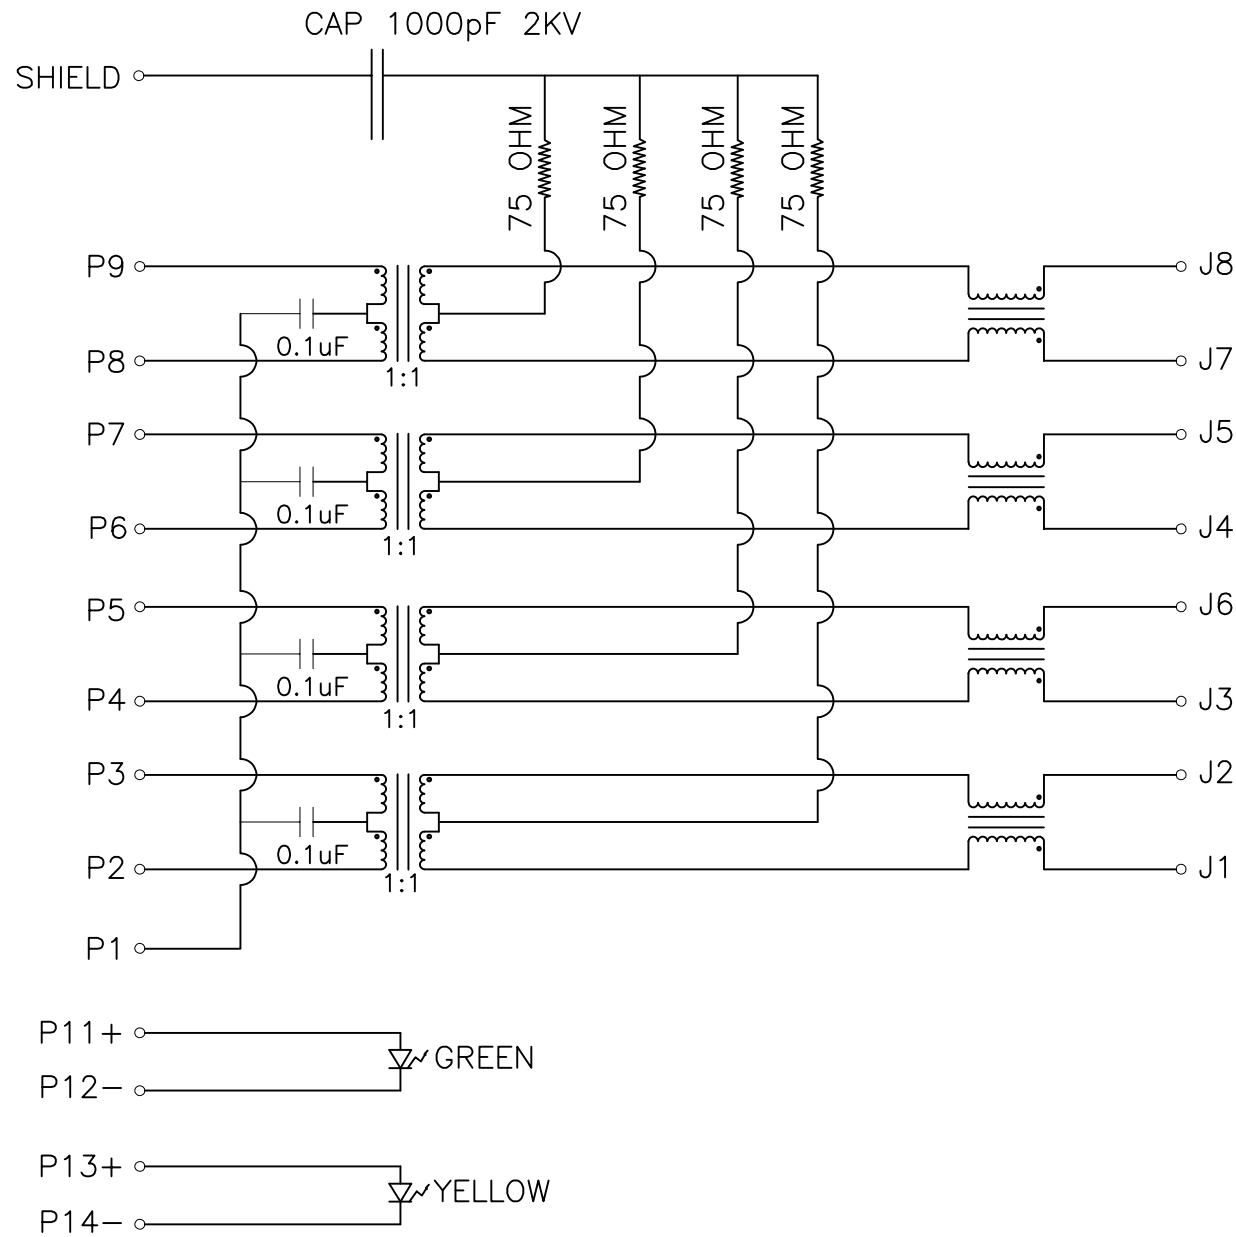 CAP 1000pF 2KV
SHIELD
75 OHM
75 OHM
75 OHM
75 OHM
P9
J8
0.1uF
P8
1:1
J7
P7
J5
0.1uF
P6
1:1
J4
P5
J6
0.1uF
P4
1:1
J3
P3
J2
0.1uF
P2
1:1
J1
P1
P11+
GREEN
P12-
P13+
YELLOW
P14-